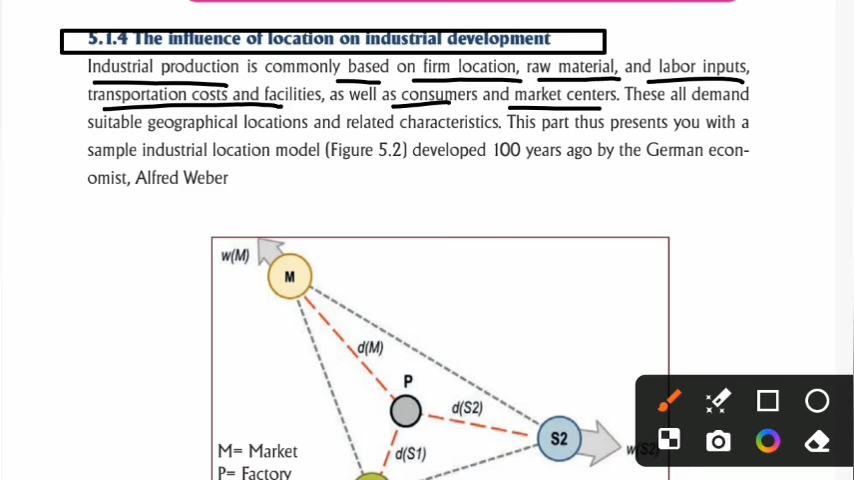 5.1.4 The influence of location on industrial development
Industrial production is commonly based on firm location, raw material, and labor inputs,
transportation costs and facilities, as well as consumers and market centers. These all demand
suitable geographical locations and related characteristics. This part thus presents you with a
sample industrial location model (Figure 5.2) developed 100 years ago by the German econ-
omist, Alfred Weber
w(M)
M
d(M)
P
d(S2)
S2
w(S2)
d(S1)
M= Market
P= Factory